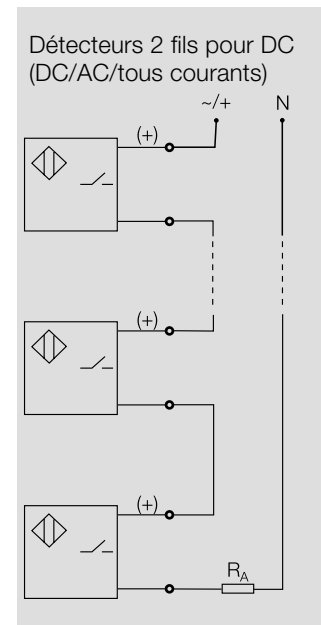 Détecteurs 2 fils pour DC
(DC/AC/tous courants)
~/+ N
(+)
(+)
(+)
RA